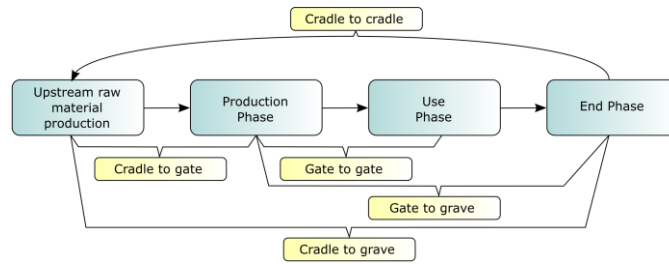 Cradle to cradle
Upstream raw
material
production
Production
Phase
Use
Phase
End Phase
Cradle to gate
Gate to gate
Gate to grave
Cradle to grave